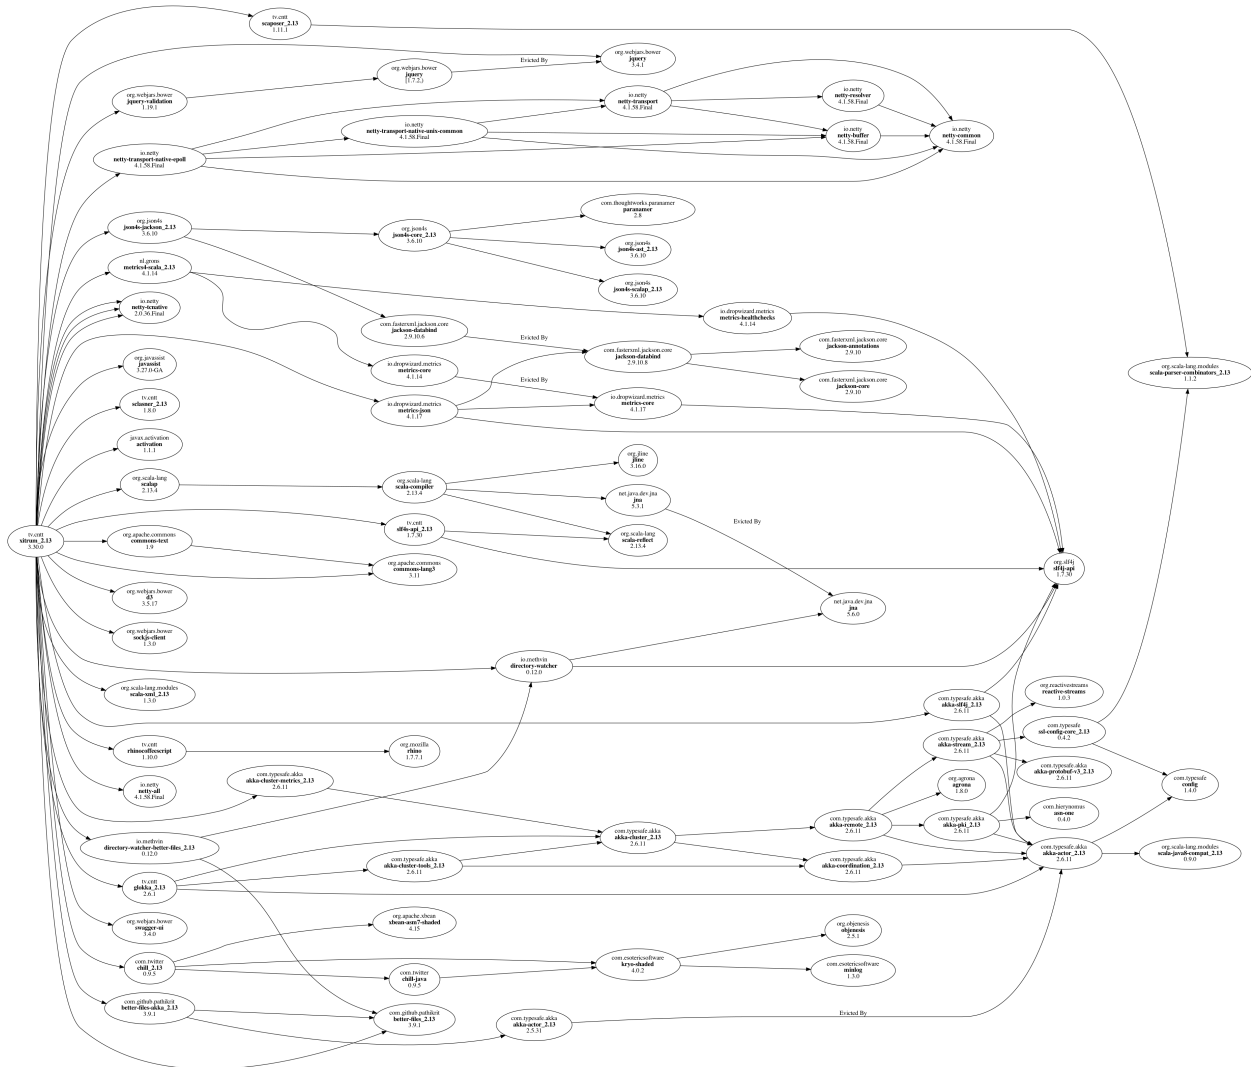 tv.cntt
scaposer_2.13
1.11.1
org.webjars.bower
jquery
3.4.1
Evicted By
org.webjars.bower
jquery
[1.7.2,)
org.webjars.bower
jquery-validation
1.19.1
io.netty
netty-transport
4.1.58.Final
io.netty
netty-resolver
4.1.58.Final
io.netty
netty-transport-native-unix-common
4.1.58.Final
io.netty
netty-buffer
4.1.58.Final
io.netty
netty-common
4.1.58.Final
io.netty
netty-transport-native-epoll
4.1.58.Final
com.thoughtworks.paranamer
paranamer
2.8
org.json4s
json4s-jackson_2.13
3.6.10
org.json4s
json4s-core_2.13
3.6.10
org.json4s
json4s-ast_2.13
3.6.10
nl.grons
metrics4-scala_2.13
4.1.14
org.json4s
json4s-scalap_2.13
3.6.10
io.netty
netty-tcnative
2.0.36.Final
io.dropwizard.metrics
metrics-healthchecks
4.1.14
com.fasterxml.jackson.core
jackson-databind
2.9.10.6
Evicted By
com.fasterxml.jackson.core
jackson-databind
2.9.10.8
com.fasterxml.jackson.core
jackson-annotations
2.9.10
org.javassist
javassist
3.27.0-GA
io.dropwizard.metrics
metrics-core
4.1.14
Evicted By
com.fasterxml.jackson.core
jackson-core
2.9.10
org.scala-lang.modules
scala-parser-combinators_2.13
1.1.2
tv.cntt
sclasner_2.13
1.8.0
io.dropwizard.metrics
metrics-json
4.1.17
io.dropwizard.metrics
metrics-core
4.1.17
javax.activation
activation
1.1.1
org.jline
jline
3.16.0
org.scala-lang
scalap
2.13.4
org.scala-lang
scala-compiler
2.13.4
net.java.dev.jna
jna
5.3.1
Evicted By
tv.cntt
xitrum_2.13
3.30.0
org.apache.commons
commons-text
1.9
tv.cntt
slf4s-api_2.13
1.7.30
org.scala-lang
scala-reflect
2.13.4
org.apache.commons
commons-lang3
3.11
org.slf4j
slf4j-api
1.7.30
org.webjars.bower
d3
3.5.17
net.java.dev.jna
jna
5.6.0
org.webjars.bower
sockjs-client
1.3.0
io.methvin
directory-watcher
0.12.0
org.scala-lang.modules
scala-xml_2.13
1.3.0
com.typesafe.akka
akka-slf4j_2.13
2.6.11
org.reactivestreams
reactive-streams
1.0.3
tv.cntt
rhinocoffeescript
1.10.0
org.mozilla
rhino
1.7.7.1
com.typesafe.akka
akka-stream_2.13
2.6.11
com.typesafe
ssl-config-core_2.13
0.4.2
io.netty
netty-all
4.1.58.Final
com.typesafe.akka
akka-cluster-metrics_2.13
2.6.11
org.agrona
agrona
1.8.0
com.typesafe.akka
akka-protobuf-v3_2.13
2.6.11
com.typesafe
config
1.4.0
io.methvin
directory-watcher-better-files_2.13
0.12.0
com.typesafe.akka
akka-cluster_2.13
2.6.11
com.typesafe.akka
akka-remote_2.13
2.6.11
com.typesafe.akka
akka-pki_2.13
2.6.11
com.hierynomus
asn-one
0.4.0
com.typesafe.akka
akka-cluster-tools_2.13
2.6.11
com.typesafe.akka
akka-coordination_2.13
2.6.11
com.typesafe.akka
akka-actor_2.13
2.6.11
org.scala-lang.modules
scala-java8-compat_2.13
0.9.0
tv.cntt
glokka_2.13
2.6.1
org.webjars.bower
swagger-ui
3.4.0
org.apache.xbean
xbean-asm7-shaded
4.15
org.objenesis
objenesis
2.5.1
com.twitter
chill_2.13
0.9.5
com.twitter
chill-java
0.9.5
com.esotericsoftware
kryo-shaded
4.0.2
com.esotericsoftware
minlog
1.3.0
com.github.pathikrit
better-files-akka_2.13
3.9.1
com.github.pathikrit
better-files_2.13
3.9.1
com.typesafe.akka
akka-actor_2.13
2.5.31
Evicted By